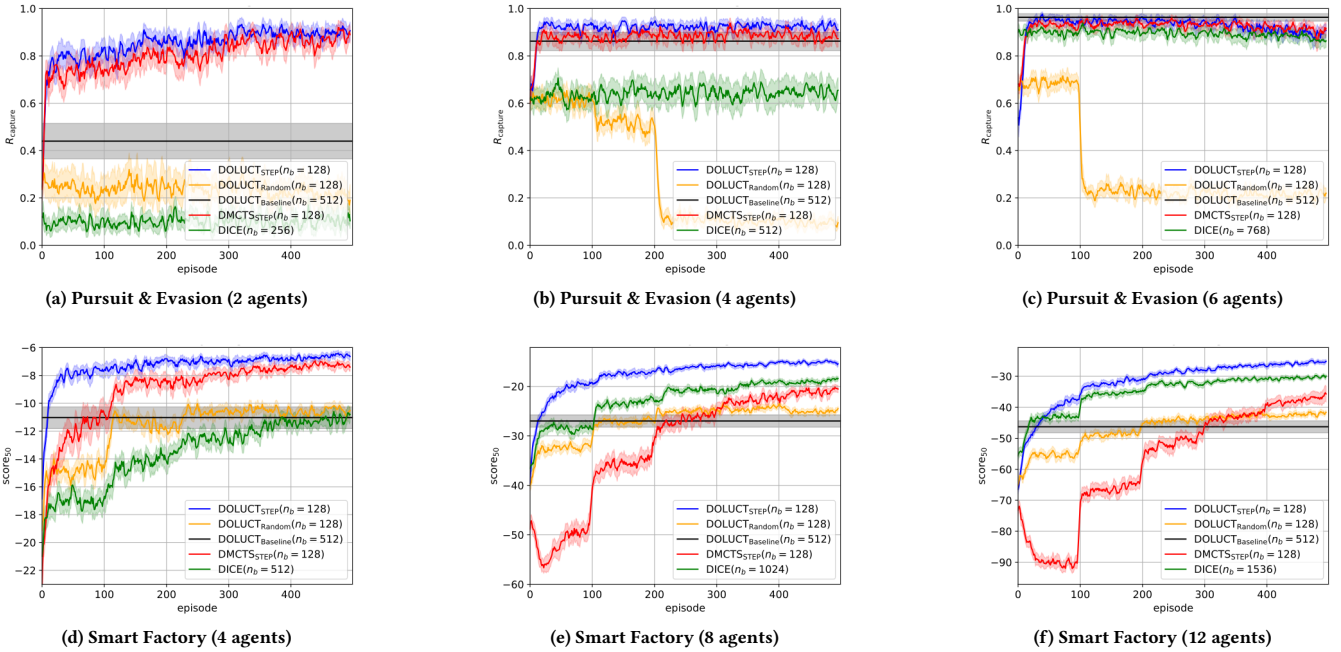 1.0
0.8
0.6
0.4
0.2
0.0
R_capture
0 100 200 300 400
episode
DOLUCT_STEP(n_b = 128)
DOLUCT_Random(n_b = 128)
DOLUCT_Baseline(n_b = 512)
DMCTS_STEP(n_b = 128)
DICE(n_b = 256)
(a) Pursuit & Evasion (2 agents)
1.0
0.8
0.6
0.4
0.2
0.0
R_capture
0 100 200 300 400
episode
DOLUCT_STEP(n_b = 128)
DOLUCT_Random(n_b = 128)
DOLUCT_Baseline(n_b = 512)
DMCTS_STEP(n_b = 128)
DICE(n_b = 512)
(b) Pursuit & Evasion (4 agents)
1.0
0.8
0.6
0.4
0.2
0.0
R_capture
0 100 200 300 400
episode
DOLUCT_STEP(n_b = 128)
DOLUCT_Random(n_b = 128)
DOLUCT_Baseline(n_b = 512)
DMCTS_STEP(n_b = 128)
DICE(n_b = 768)
(c) Pursuit & Evasion (6 agents)
−6
−8
−10
−12
−14
−16
−18
−20
−22
score_50
0 100 200 300 400
episode
DOLUCT_STEP(n_b = 128)
DOLUCT_Random(n_b = 128)
DOLUCT_Baseline(n_b = 512)
DMCTS_STEP(n_b = 128)
DICE(n_b = 512)
(d) Smart Factory (4 agents)
−20
−30
−40
−50
−60
score_50
0 100 200 300 400
episode
DOLUCT_STEP(n_b = 128)
DOLUCT_Random(n_b = 128)
DOLUCT_Baseline(n_b = 512)
DMCTS_STEP(n_b = 128)
DICE(n_b = 1024)
(e) Smart Factory (8 agents)
−30
−40
−50
−60
−70
−80
−90
score_50
0 100 200 300 400
episode
DOLUCT_STEP(n_b = 128)
DOLUCT_Random(n_b = 128)
DOLUCT_Baseline(n_b = 512)
DMCTS_STEP(n_b = 128)
DICE(n_b = 1536)
(f) Smart Factory (12 agents)